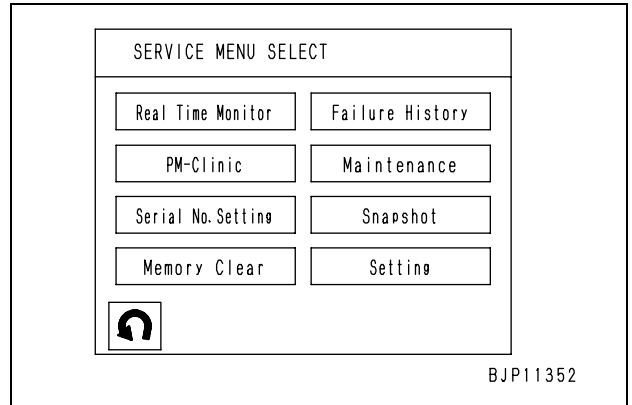 SERVICE MENU SELECT
Real Time Monitor
Failure History
PM-Clinic
Maintenance
Serial No. Setting
Snapshot
Memory Clear
Setting
BJP11352